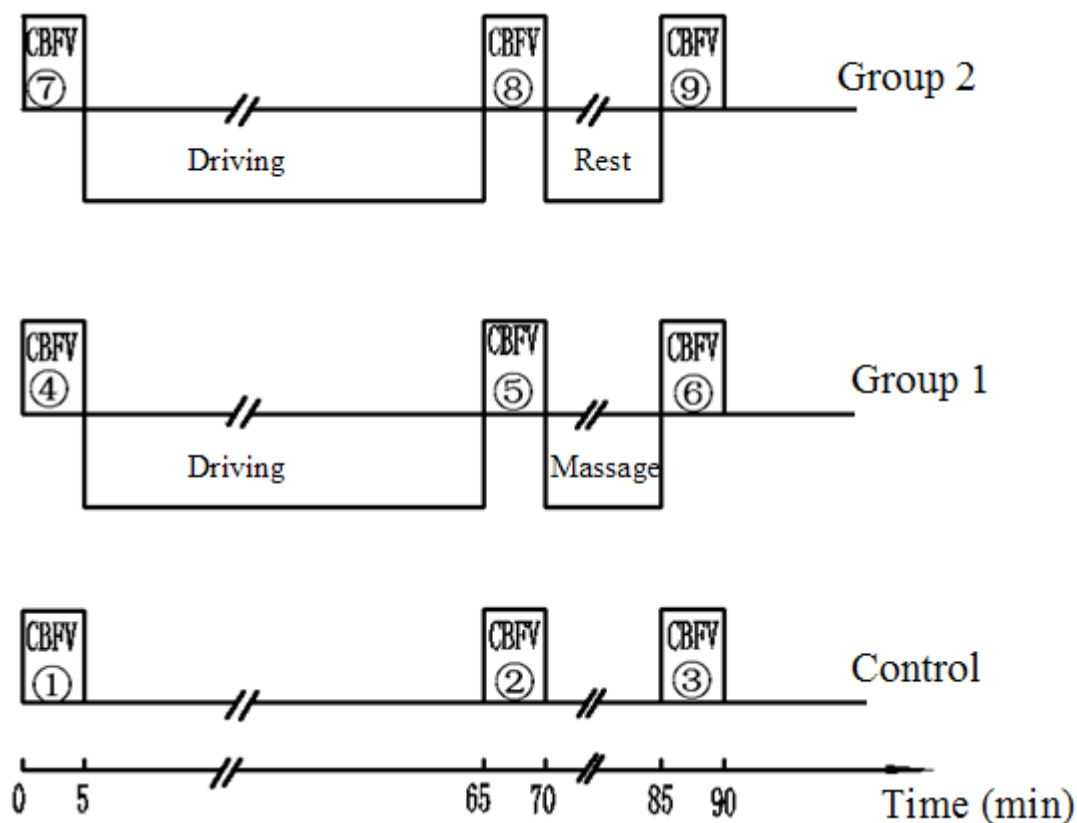 CBFV CBFV CBFV
⑦ ⑧ ⑨ Group 2
Driving Rest
CBFV CBFV CBFV
④ ⑤ ⑥ Group 1
Driving Massage
CBFV CBFV CBFV
① ② ③ Control
0 5 65 70 85 90 Time (min)